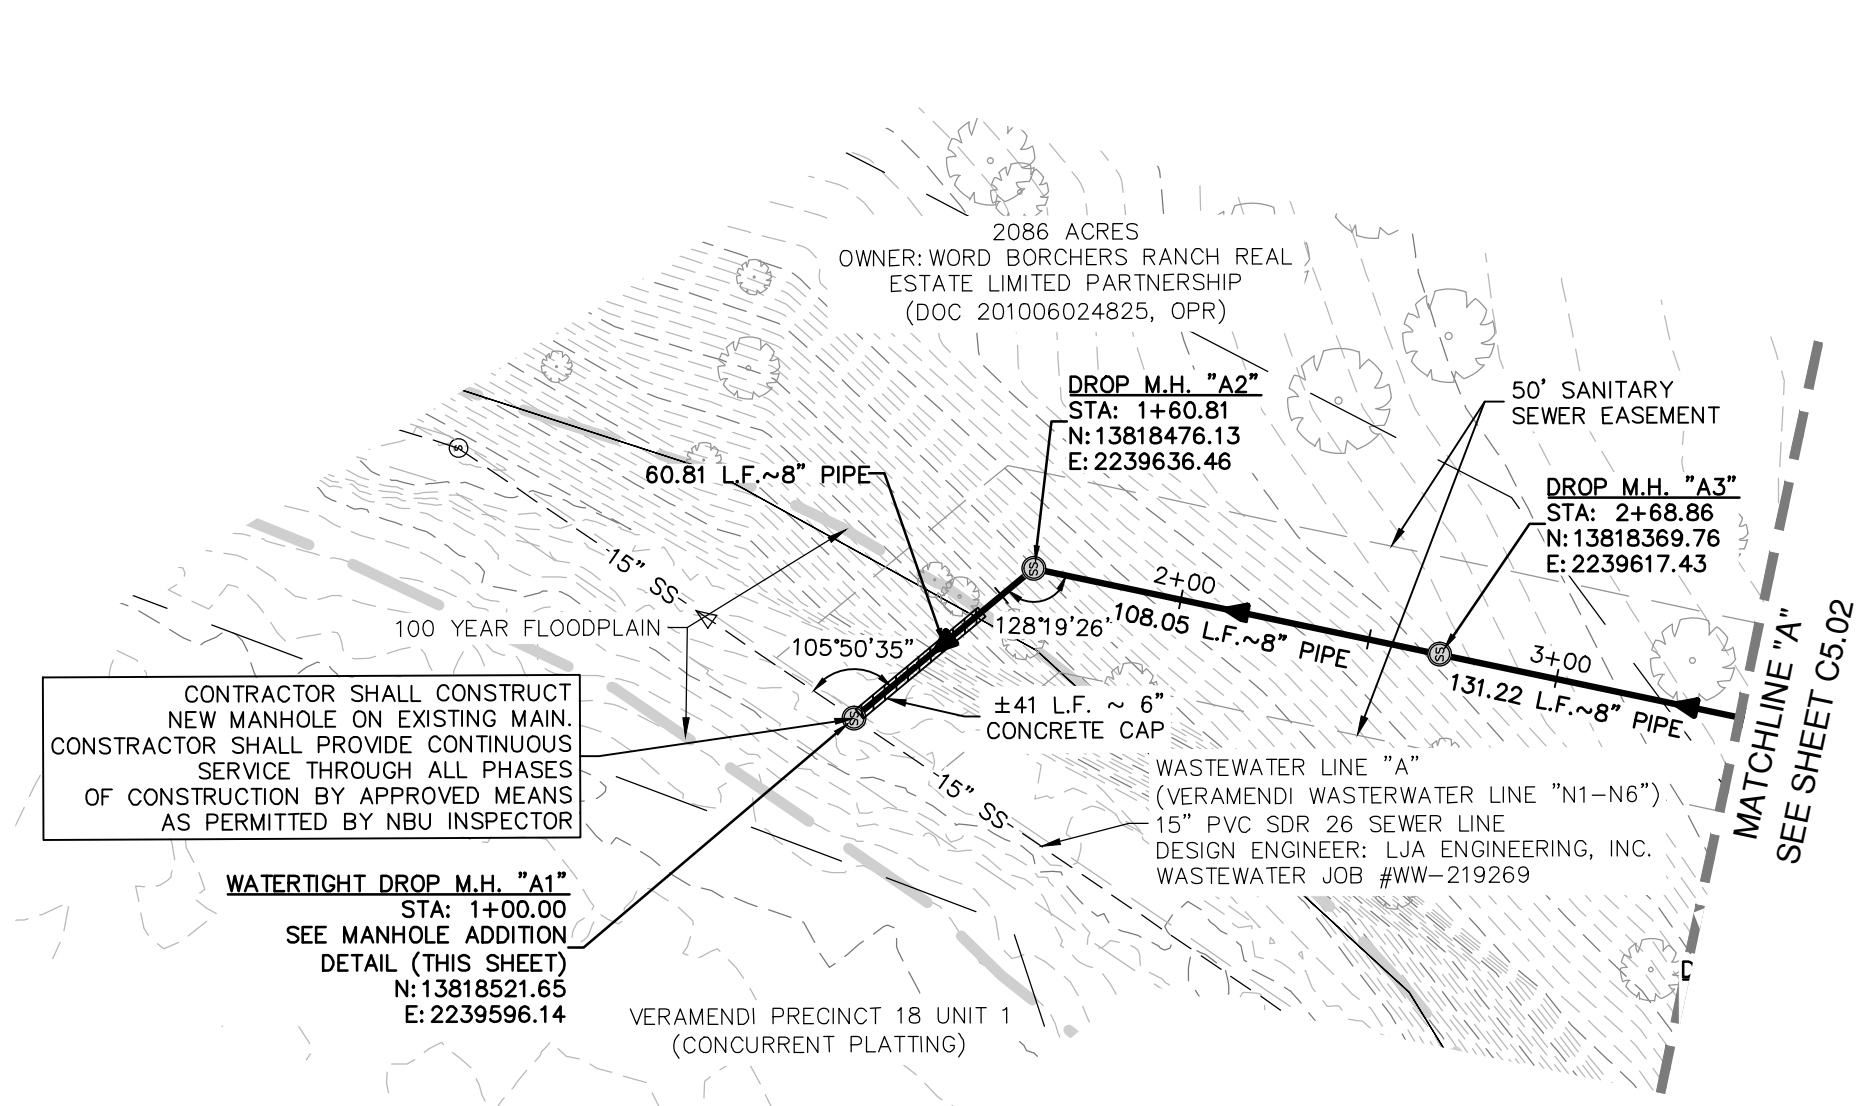 2086 ACRES
OWNER: WORD BORCHERS RANCH REAL
ESTATE LIMITED PARTNERSHIP
(DOC 201006024825, OPR)
DROP M.H. "A2"
STA: 1+60.81
N: 13818476.13
E: 2239636.46
50' SANITARY
SEWER EASEMENT
60.81 L.F.~8" PIPE
DROP M.H. "A3"
STA: 2+68.86
N: 13818369.76
E: 2239617.43
S
15" SS
SS
2+00
108.05 L.F.~8" PIPE
128°19'26"
100 YEAR FLOODPLAIN
105°50'35"
SS
3+00
131.22 L.F.~8" PIPE
MATCHLINE "A"
SEE SHEET C5.02
CONTRACTOR SHALL CONSTRUCT
NEW MANHOLE ON EXISTING MAIN.
CONSTRACTOR SHALL PROVIDE CONTINUOUS
SERVICE THROUGH ALL PHASES
OF CONSTRUCTION BY APPROVED MEANS
AS PERMITTED BY NBU INSPECTOR
SS
±41 L.F. ~ 6"
CONCRETE CAP
15" SS
WASTEWATER LINE "A"
(VERAMENDI WASTERWATER LINE "N1-N6")
15" PVC SDR 26 SEWER LINE
DESIGN ENGINEER: LJA ENGINEERING, INC.
WASTEWATER JOB #WW-219269
WATERTIGHT DROP M.H. "A1"
STA: 1+00.00
SEE MANHOLE ADDITION
DETAIL (THIS SHEET)
N: 13818521.65
E: 2239596.14
VERAMENDI PRECINCT 18 UNIT 1
(CONCURRENT PLATTING)